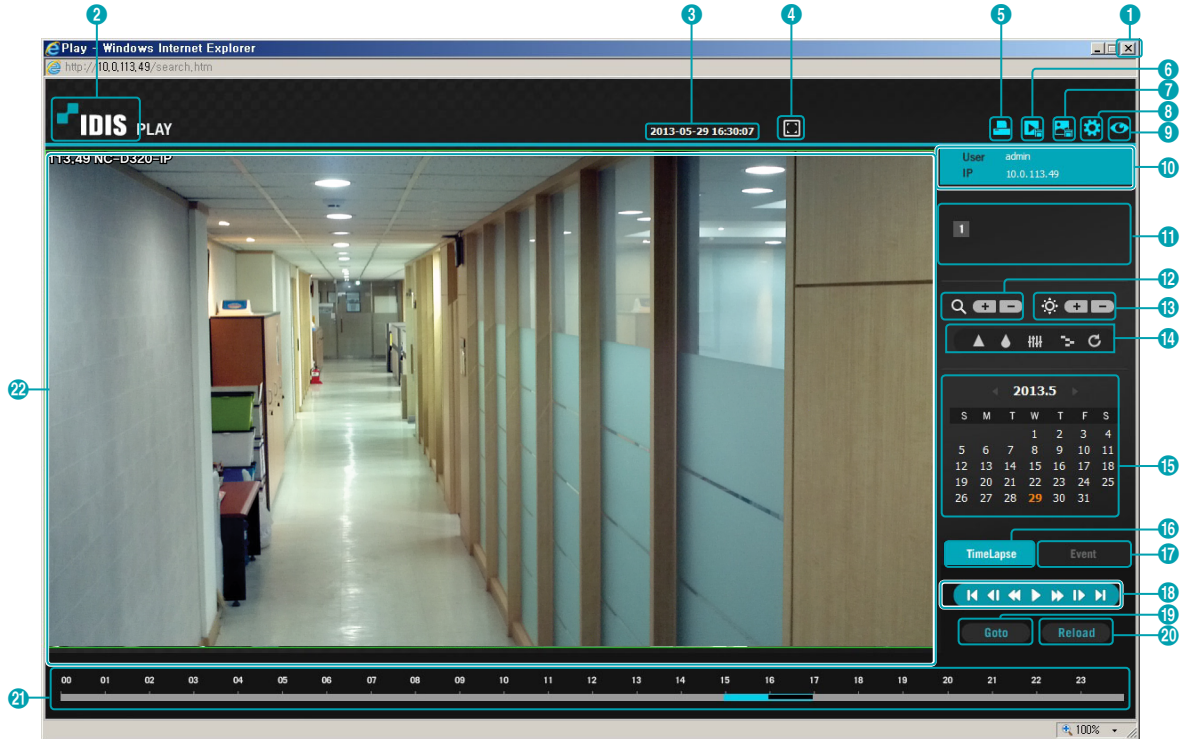 2 3 4 5 1
Play - Windows Internet Explorer
http://10,0,113,49/search,htm
6
7
8
IDIS PLAY
2013-05-29 16:30:07
9
113,49 NC-D320-IP
User admin
IP 10.0.113.49
10
1
11
12
13
14
22
2013.5
S M T W T F S
1 2 3 4
5 6 7 8 9 10 11
12 13 14 15 16 17 18
19 20 21 22 23 24 25
26 27 28 29 30 31
15
16
TimeLapse Event
17
18
19
Goto Reload
20
00 01 02 03 04 05 06 07 08 09 10 11 12 13 14 15 16 17 18 19 20 21 22 23
21
100%